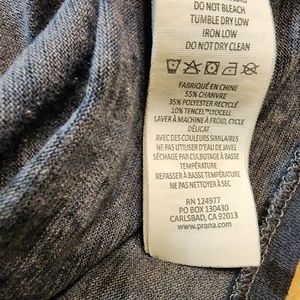 DO NOT BLEACH
TUMBLE DRY LOW
IRON LOW
DO NOT DRY CLEAN
FABRIQUÉ EN CHINE
55% CHANVRE
35% POLYESTER RECYCLÉ
10% TENCEL™LYOCELL
LAVER À MACHINE À FROID, CYCLE
DÉLICAT
AVEC DES COULEURS SIMILAIRES
NE PAS UTILISER D'EAU DE JAVEL
SÉCHAGE PAR CULBUTAGE À BASSE
TEMPÉRATURE
REPASSER À BASSE TEMPÉRATURE
NE PAS NETTOYER À SEC
RN 124977
PO BOX 130430
CARLSBAD, CA 92013
www.prana.com